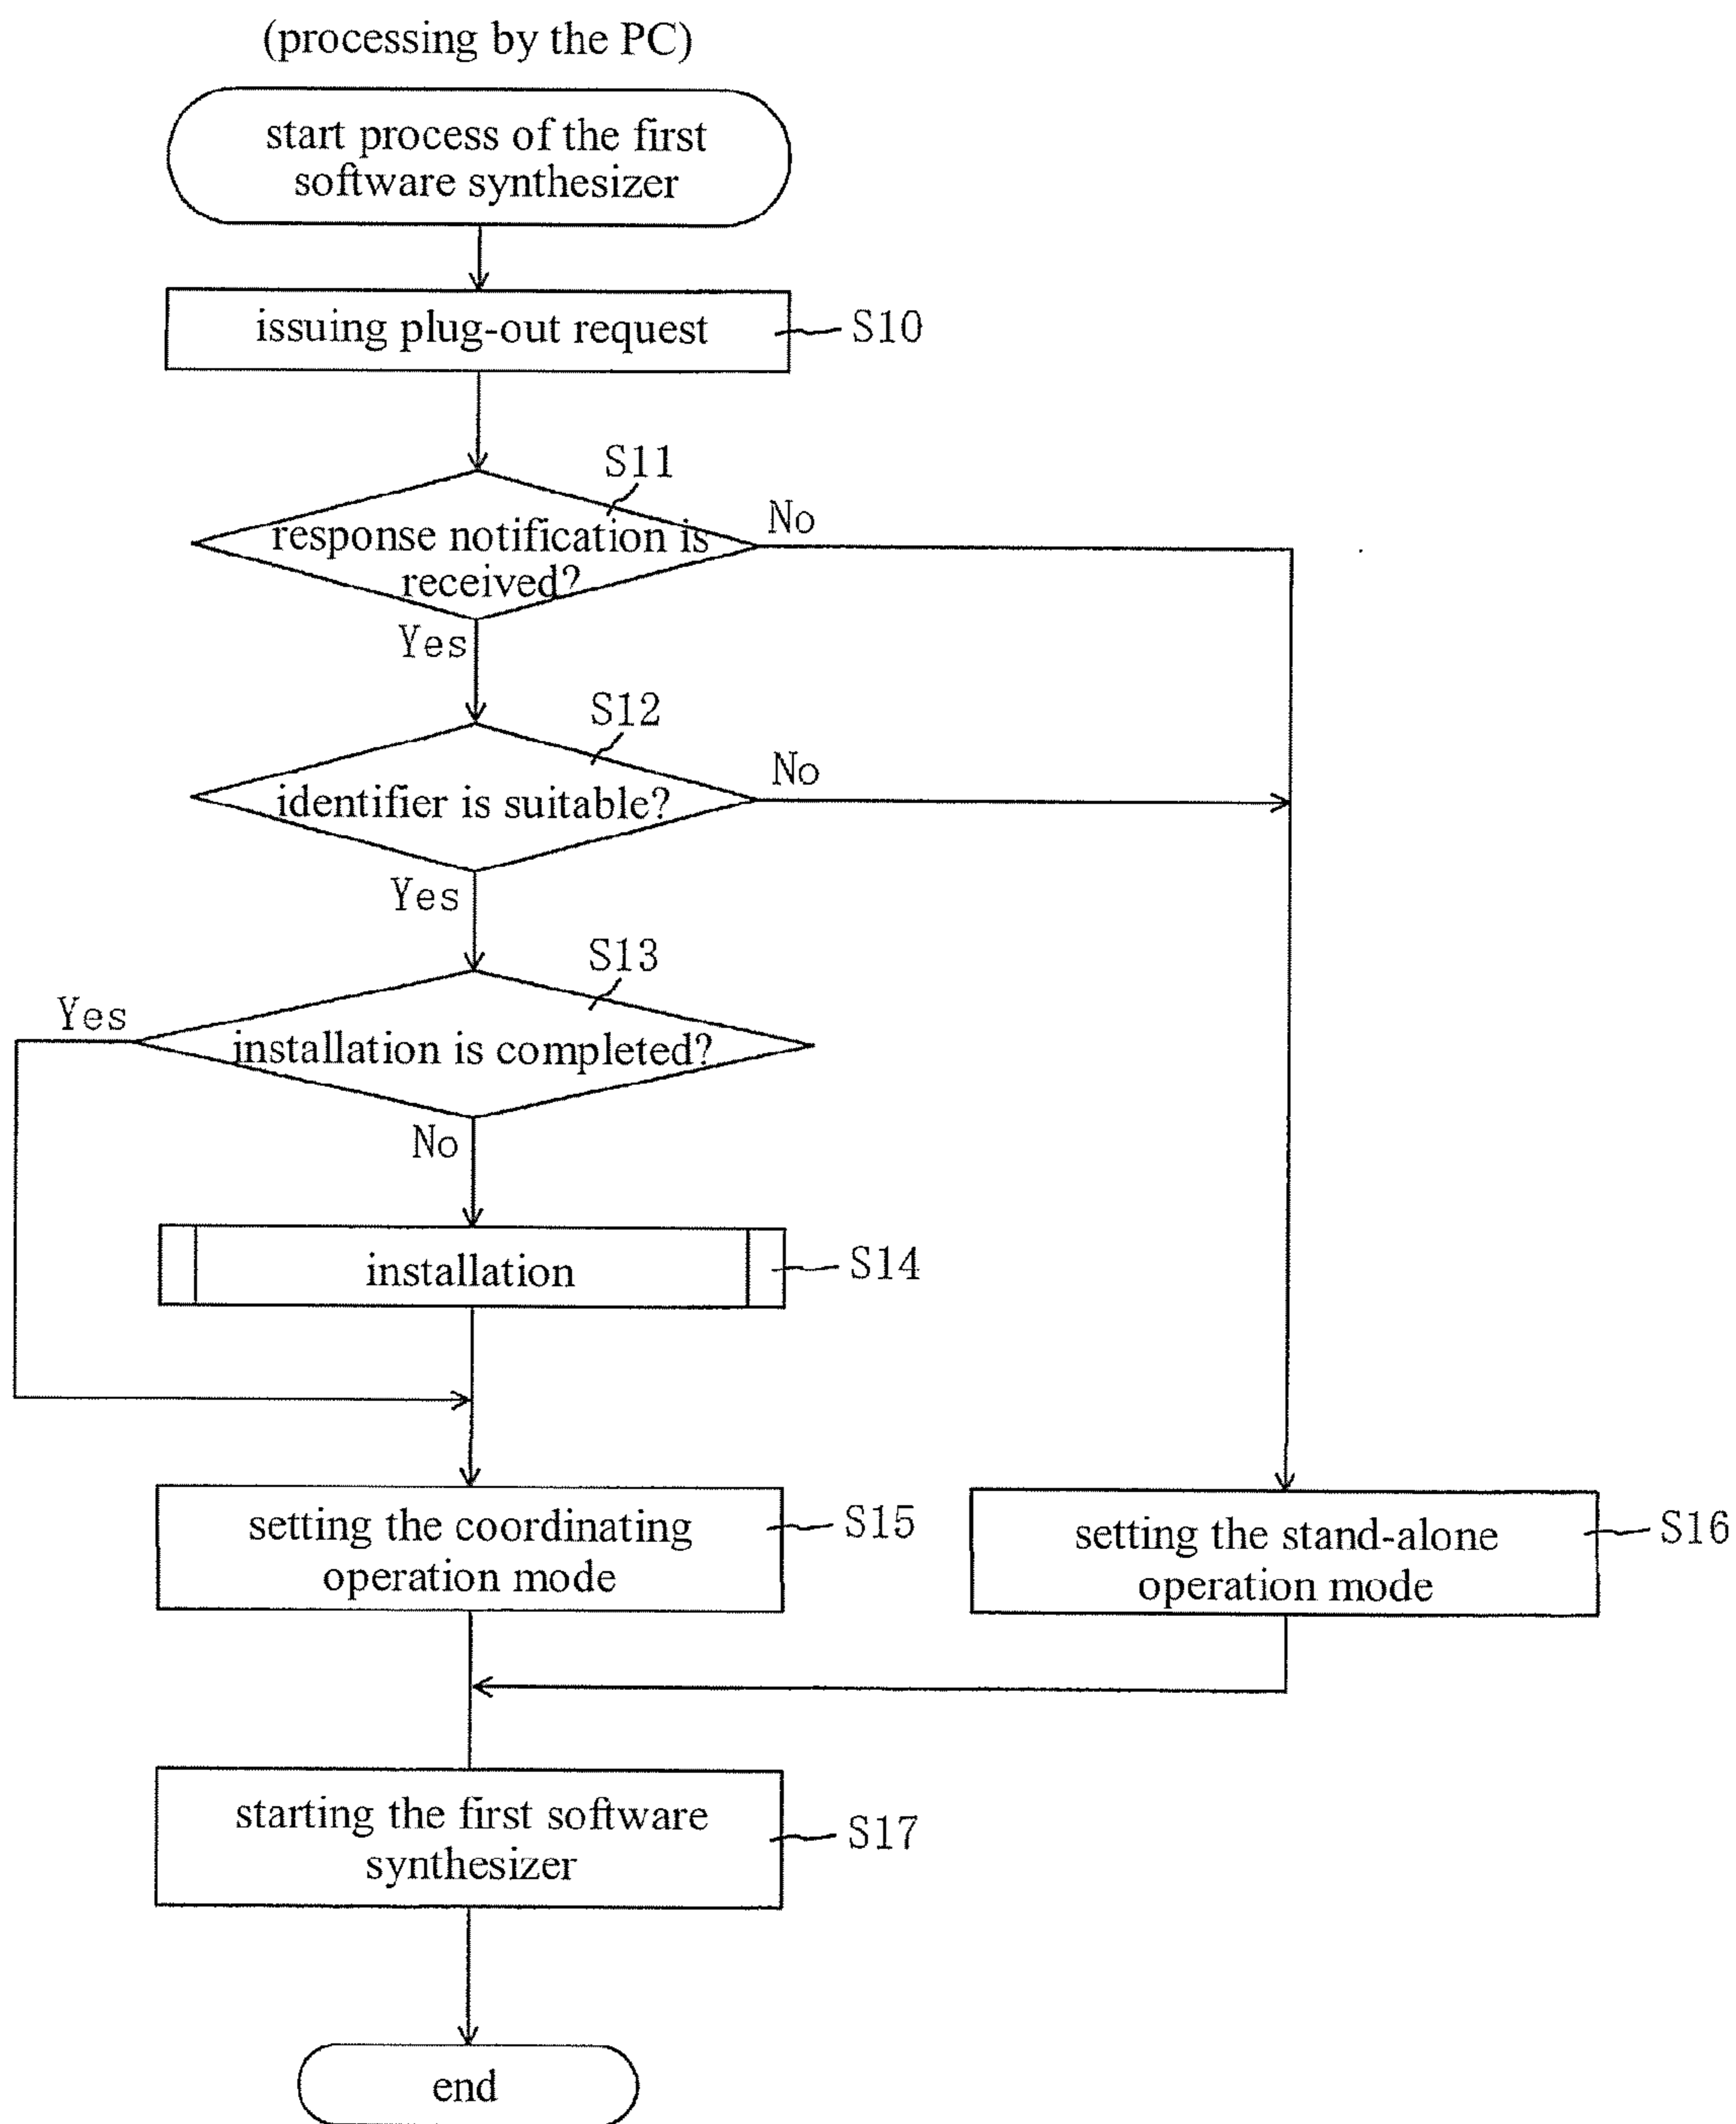 (processing by the PC)
start process of the first
software synthesizer
issuing plug-out request
S10
S11
response notification is
received?
No
Yes
S12
identifier is suitable?
No
Yes
S13
Yes
installation is completed?
No
installation
S14
setting the coordinating
operation mode
S15
setting the stand-alone
operation mode
S16
starting the first software
synthesizer
S17
end